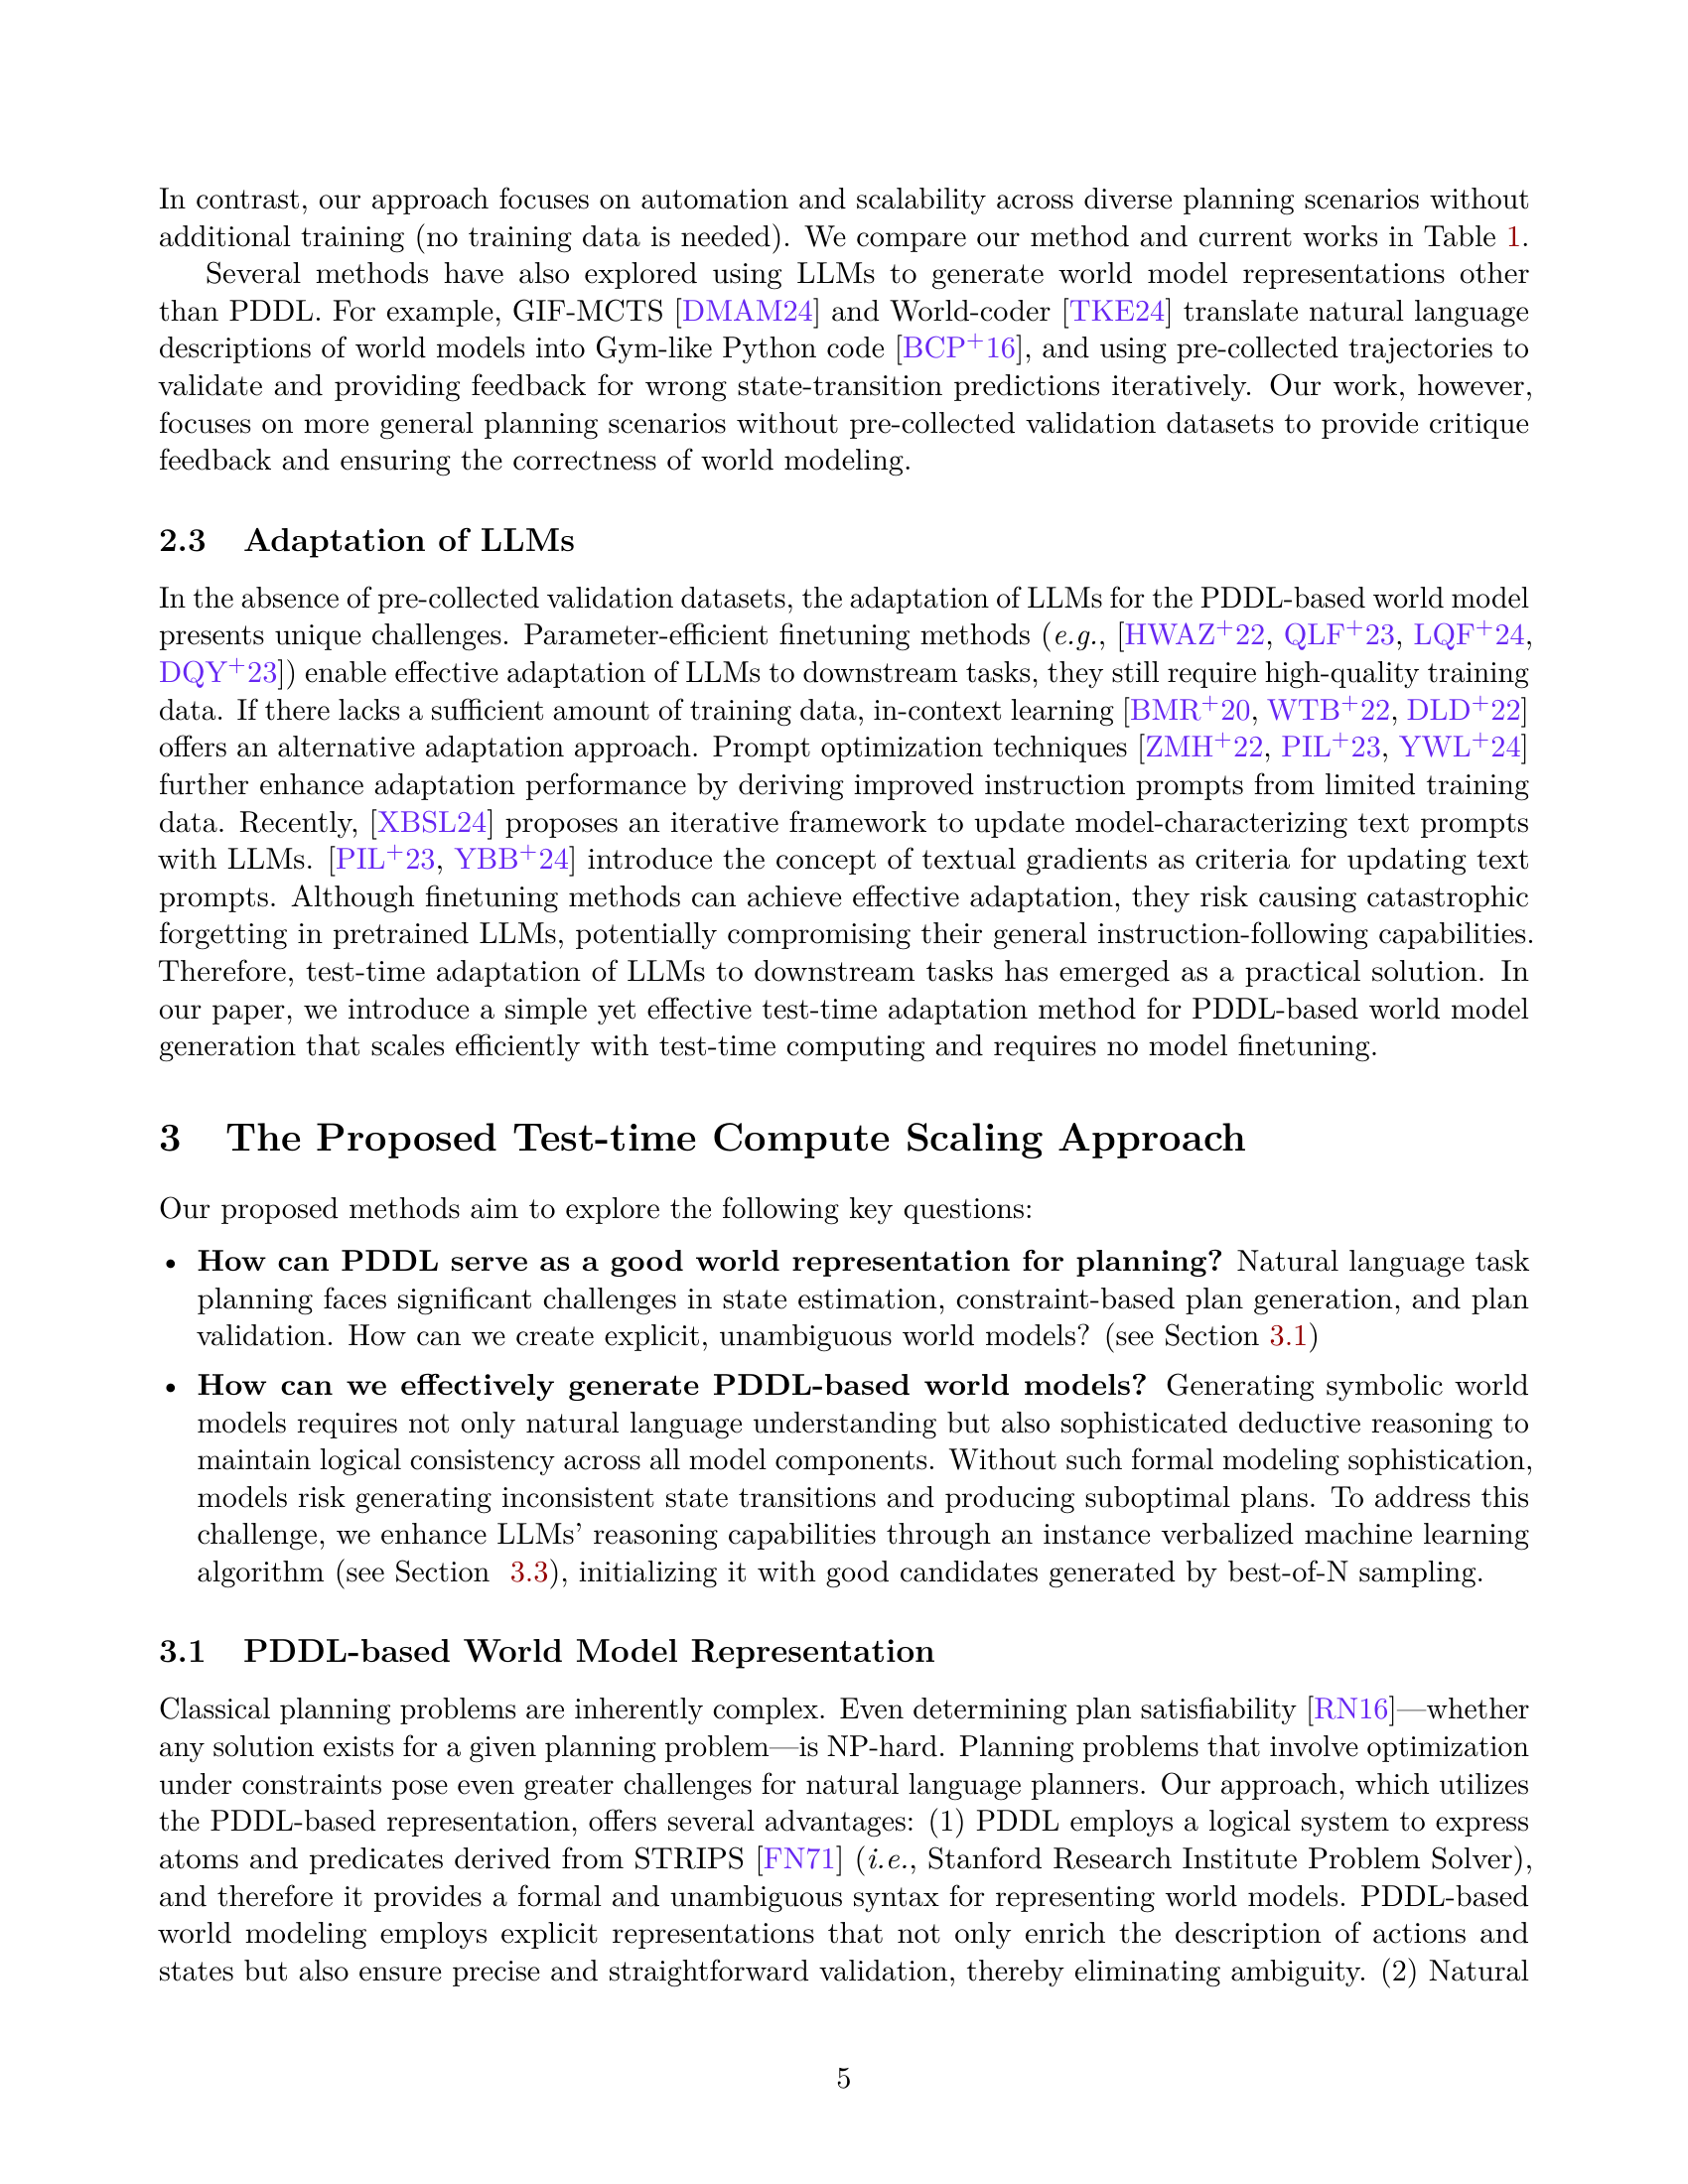 In contrast, our approach focuses on automation and scalability across diverse planning scenarios without
additional training (no training data is needed). We compare our method and current works in Table 1.
Several methods have also explored using LLMs to generate world model representations other
than PDDL. For example, GIF-MCTS [DMAM24] and World-coder [TKE24] translate natural language
descriptions of world models into Gym-like Python code [BCP+16], and using pre-collected trajectories to
validate and providing feedback for wrong state-transition predictions iteratively. Our work, however,
focuses on more general planning scenarios without pre-collected validation datasets to provide critique
feedback and ensuring the correctness of world modeling.
2.3 Adaptation of LLMs
In the absence of pre-collected validation datasets, the adaptation of LLMs for the PDDL-based world model
presents unique challenges. Parameter-efficient finetuning methods (e.g., [HWAZ+22, QLF+23, LQF+24,
DQY+23]) enable effective adaptation of LLMs to downstream tasks, they still require high-quality training
data. If there lacks a sufficient amount of training data, in-context learning [BMR+20, WTB+22, DLD+22]
offers an alternative adaptation approach. Prompt optimization techniques [ZMH+22, PIL+23, YWL+24]
further enhance adaptation performance by deriving improved instruction prompts from limited training
data. Recently, [XBSL24] proposes an iterative framework to update model-characterizing text prompts
with LLMs. [PIL+23, YBB+24] introduce the concept of textual gradients as criteria for updating text
prompts. Although finetuning methods can achieve effective adaptation, they risk causing catastrophic
forgetting in pretrained LLMs, potentially compromising their general instruction-following capabilities.
Therefore, test-time adaptation of LLMs to downstream tasks has emerged as a practical solution. In
our paper, we introduce a simple yet effective test-time adaptation method for PDDL-based world model
generation that scales efficiently with test-time computing and requires no model finetuning.
3 The Proposed Test-time Compute Scaling Approach
Our proposed methods aim to explore the following key questions:
• How can PDDL serve as a good world representation for planning? Natural language task
planning faces significant challenges in state estimation, constraint-based plan generation, and plan
validation. How can we create explicit, unambiguous world models? (see Section 3.1)
• How can we effectively generate PDDL-based world models? Generating symbolic world
models requires not only natural language understanding but also sophisticated deductive reasoning to
maintain logical consistency across all model components. Without such formal modeling sophistication,
models risk generating inconsistent state transitions and producing suboptimal plans. To address this
challenge, we enhance LLMs' reasoning capabilities through an instance verbalized machine learning
algorithm (see Section 3.3), initializing it with good candidates generated by best-of-N sampling.
3.1 PDDL-based World Model Representation
Classical planning problems are inherently complex. Even determining plan satisfiability [RN16]—whether
any solution exists for a given planning problem—is NP-hard. Planning problems that involve optimization
under constraints pose even greater challenges for natural language planners. Our approach, which utilizes
the PDDL-based representation, offers several advantages: (1) PDDL employs a logical system to express
atoms and predicates derived from STRIPS [FN71] (i.e., Stanford Research Institute Problem Solver),
and therefore it provides a formal and unambiguous syntax for representing world models. PDDL-based
world modeling employs explicit representations that not only enrich the description of actions and
states but also ensure precise and straightforward validation, thereby eliminating ambiguity. (2) Natural
5